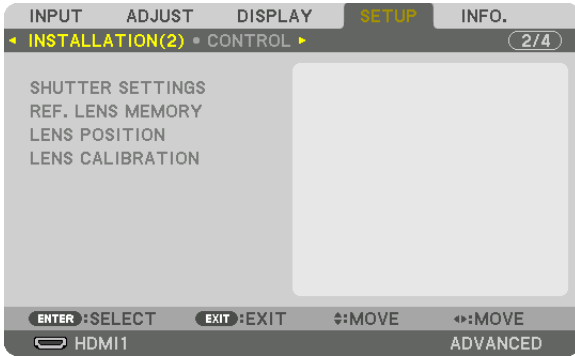 INPUT ADJUST DISPLAY SETUP INFO.
INSTALLATION(2) • CONTROL 2/4
SHUTTER SETTINGS
REF. LENS MEMORY
LENS POSITION
LENS CALIBRATION
ENTER :SELECT EXIT :EXIT :MOVE :MOVE
HDMI1 ADVANCED